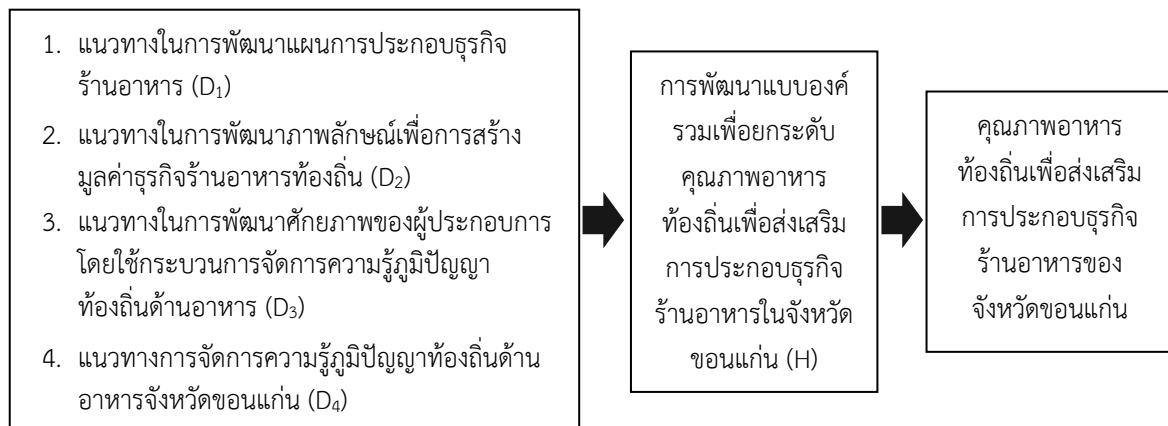 1. แนวทางในการพัฒนาแผนการประกอบธุรกิจ
ร้านอาหาร (D₁)
2. แนวทางในการพัฒนาภาพลักษณ์เพื่อการสร้าง
มูลค่าธุรกิจร้านอาหารท้องถิ่น (D₂)
3. แนวทางในการพัฒนาศักยภาพของผู้ประกอบการ
โดยใช้กระบวนการจัดการความรู้ภูมิปัญญา
ท้องถิ่นด้านอาหาร (D₃)
4. แนวทางการจัดการความรู้ภูมิปัญญาท้องถิ่นด้าน
อาหารจังหวัดขอนแก่น (D₄)
การพัฒนาแบบองค์
รวมเพื่อยกระดับ
คุณภาพอาหาร
ท้องถิ่นเพื่อส่งเสริม
การประกอบธุรกิจ
ร้านอาหารในจังหวัด
ขอนแก่น (H)
คุณภาพอาหาร
ท้องถิ่นเพื่อส่งเสริม
การประกอบธุรกิจ
ร้านอาหารของ
จังหวัดขอนแก่น